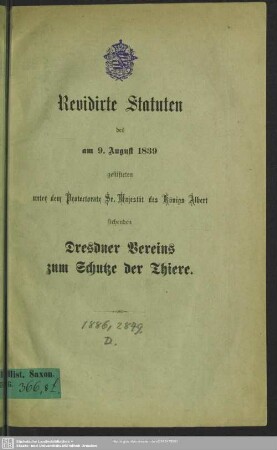 Revidirte Statuten
des
am 9. August 1839
gestifteten
unter dem Protectorate Sr. Majestät des Königs Albert
stehenden
Dresdner Vereins
zum Schutze der Thiere.
1886, 2899
D.
Hist. Saxon.
366,